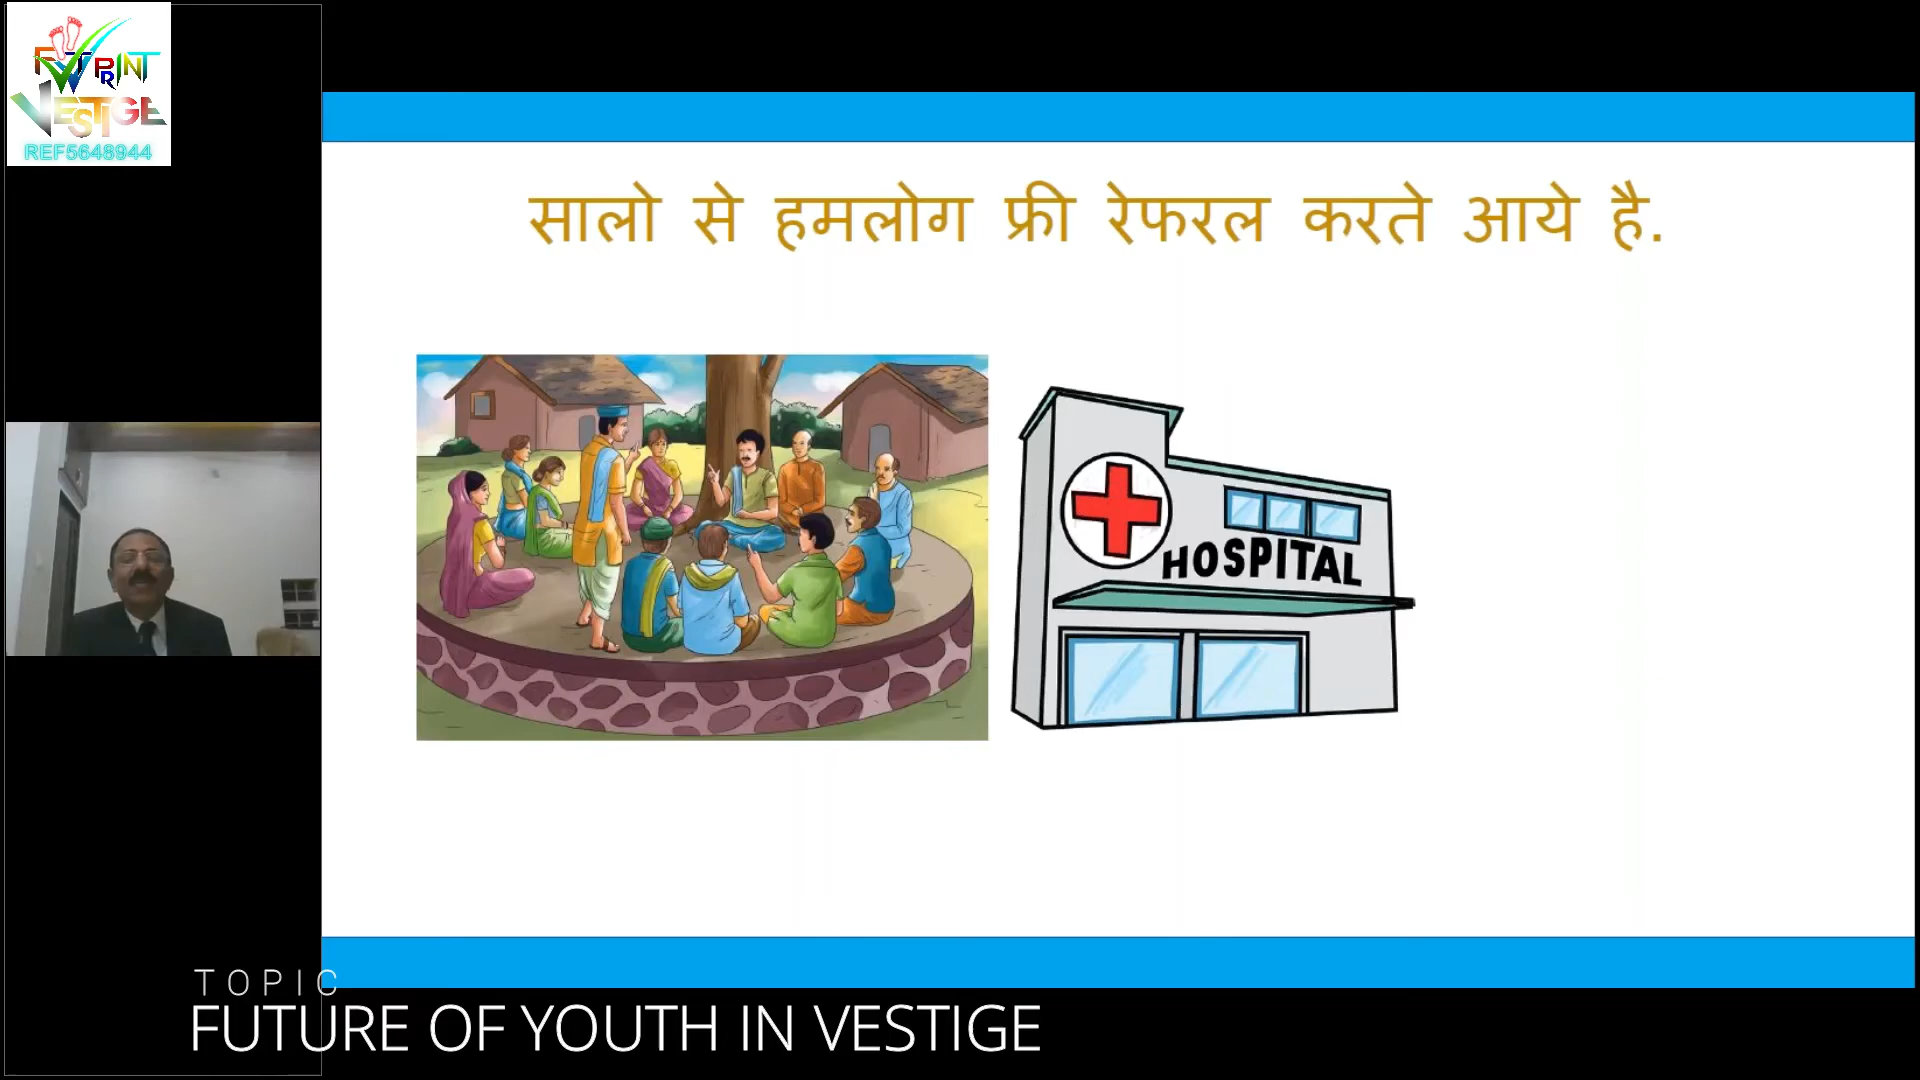 FOOTPRINT
VESTIGE
REF5648944
सालो से हमलोग फ्री रेफरल करते आये है.
HOSPITAL
TOPIC
FUTURE OF YOUTH IN VESTIGE